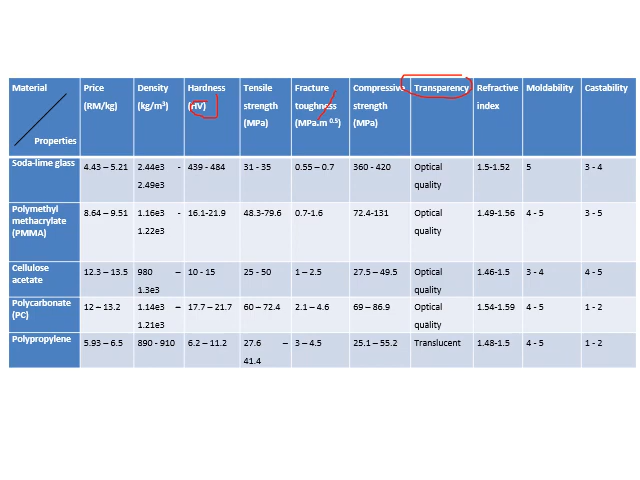 Material Price Density Hardness Tensile Fracture Compressive Transparency Refractive Moldability Castability
(RM/kg) (kg/m³) (HV) strength toughness strength index
Properties (MPa) (MPa.m 0.5) (MPa)
Soda-lime glass 4.43 – 5.21 2.44e3 - 439 - 484 31 - 35 0.55 – 0.7 360 - 420 Optical 1.5-1.52 5 3 - 4
2.49e3 quality
Polymethyl 8.64 – 9.51 1.16e3 - 16.1-21.9 48.3-79.6 0.7-1.6 72.4-131 Optical 1.49-1.56 4 - 5 3 - 5
methacrylate 1.22e3 quality
(PMMA)
Cellulose 12.3 – 13.5 980 – 10 - 15 25 - 50 1 – 2.5 27.5 – 49.5 Optical 1.46-1.5 3 - 4 4 - 5
acetate 1.3e3 quality
Polycarbonate 12 – 13.2 1.14e3 – 17.7 – 21.7 60 – 72.4 2.1 – 4.6 69 – 86.9 Optical 1.54-1.59 4 - 5 1 - 2
(PC) 1.21e3 quality
Polypropylene 5.93 – 6.5 890 - 910 6.2 – 11.2 27.6 – 3 – 4.5 25.1 – 55.2 Translucent 1.48-1.5 4 - 5 1 - 2
41.4